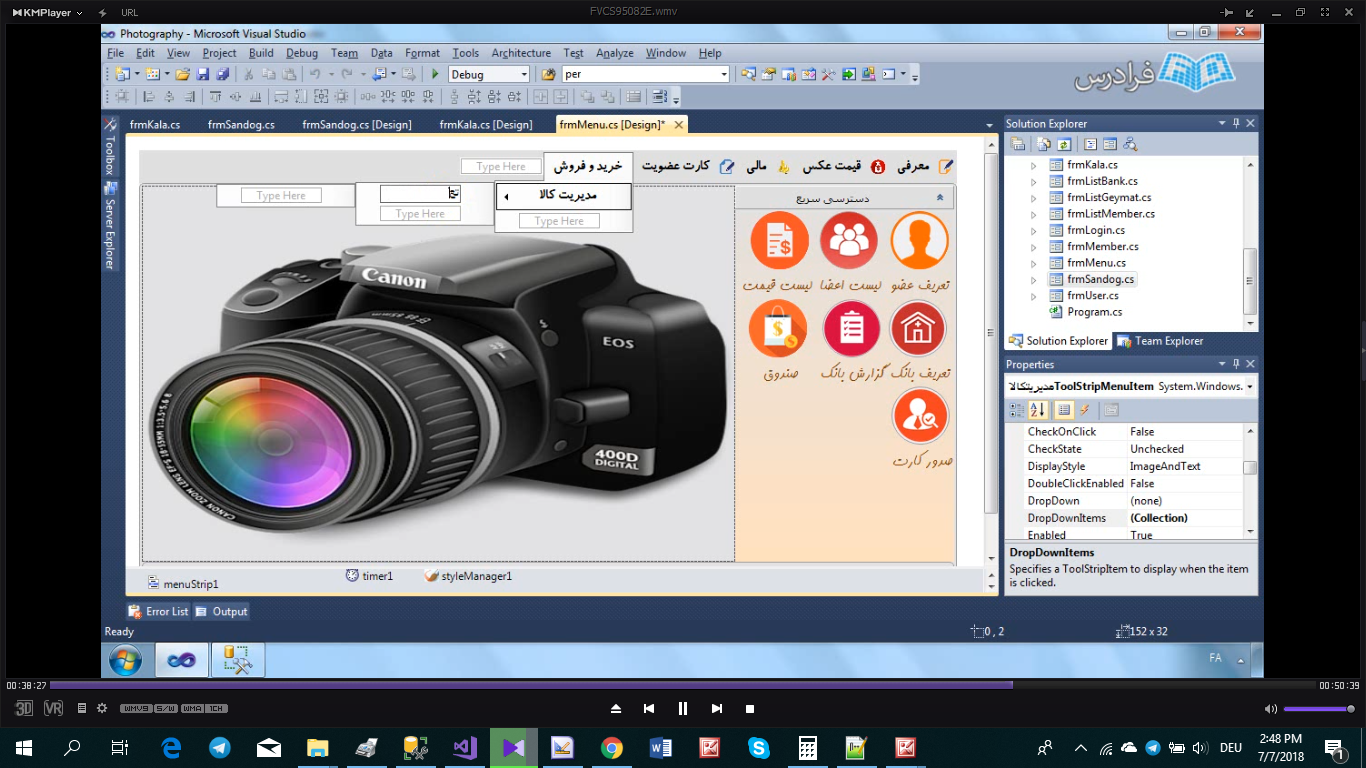 KMPlayer
URL
FVCS95082E.wmv
Photography - Microsoft Visual Studio
File Edit View Project Build Debug Team Data Format Tools Architecture Test Analyze Window Help
Debug
per
فرادرس
frmKala.cs frmSandog.cs frmSandog.cs [Design] frmKala.cs [Design] frmMenu.cs [Design]*
Toolbox
Server Explorer
معرفی قیمت عکس مالی کارت عضویت خرید و فروش Type Here
مدیریت کالا
Type Here
Type Here
Type Here
دسترسی سریع
تعریف عضو لیست اعضا لیست قیمت
تعریف بانک گزارش بانک صندوق
صدور کارت
Canon
EOS
400D
DIGITAL
menuStrip1
timer1
styleManager1
Solution Explorer
frmKala.cs
frmListBank.cs
frmListGeymat.cs
frmListMember.cs
frmLogin.cs
frmMember.cs
frmMenu.cs
frmSandog.cs
frmUser.cs
Program.cs
Solution Explorer Team Explorer
Properties
مدیریتکالاToolStripMenuItem System.Windows.
CheckOnClick False
CheckState Unchecked
DisplayStyle ImageAndText
DoubleClickEnabled False
DropDown (none)
DropDownItems (Collection)
Enabled True
DropDownItems
Specifies a ToolStripItem to display when the item
is clicked.
Error List Output
Ready
0 , 2
152 x 32
FA
00:38:27
00:50:39
3D VR
WMV9 S/W WMA 1CH
DEU
2:48 PM
7/7/2018
1